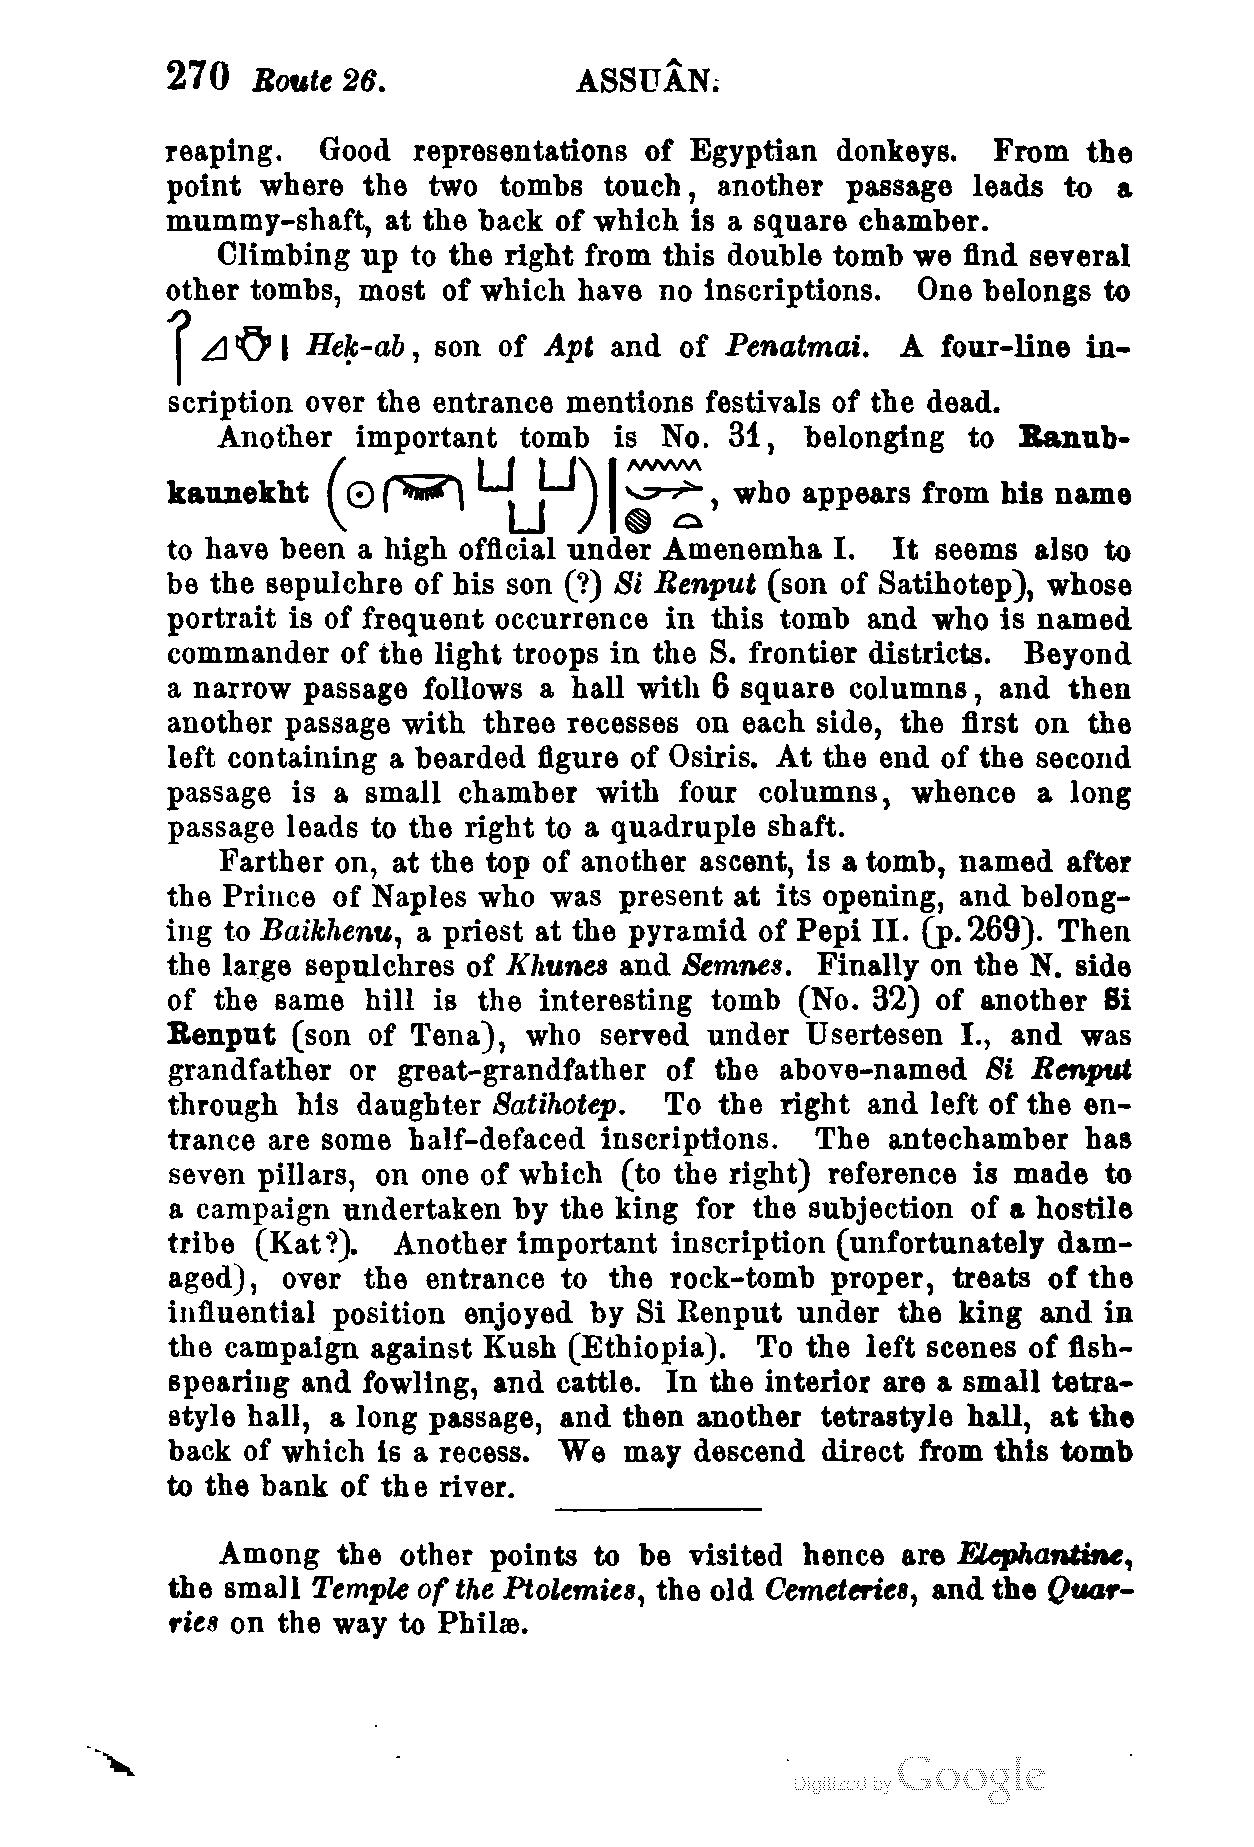 270 Route 26. ASSUÂN.
reaping. Good representations of Egyptian donkeys. From the
point where the two tombs touch, another passage leads to a
mummy-shaft, at the back of which is a square chamber.
Climbing up to the right from this double tomb we find several
other tombs, most of which have no inscriptions. One belongs to
Heḳ-ab, son of Apt and of Penatmai. A four-line in-
scription over the entrance mentions festivals of the dead.
Another important tomb is No. 31, belonging to Ranub-
kaunekht, who appears from his name
to have been a high official under Amenemha I. It seems also to
be the sepulchre of his son (?) Si Renput (son of Satihotep), whose
portrait is of frequent occurrence in this tomb and who is named
commander of the light troops in the S. frontier districts. Beyond
a narrow passage follows a hall with 6 square columns, and then
another passage with three recesses on each side, the first on the
left containing a bearded figure of Osiris. At the end of the second
passage is a small chamber with four columns, whence a long
passage leads to the right to a quadruple shaft.
Farther on, at the top of another ascent, is a tomb, named after
the Prince of Naples who was present at its opening, and belong-
ing to Baikhenu, a priest at the pyramid of Pepi II. (p. 269). Then
the large sepulchres of Khunes and Semnes. Finally on the N. side
of the same hill is the interesting tomb (No. 32) of another Si
Renput (son of Tena), who served under Usertesen I., and was
grandfather or great-grandfather of the above-named Si Renput
through his daughter Satihotep. To the right and left of the en-
trance are some half-defaced inscriptions. The antechamber has
seven pillars, on one of which (to the right) reference is made to
a campaign undertaken by the king for the subjection of a hostile
tribe (Kat?). Another important inscription (unfortunately dam-
aged), over the entrance to the rock-tomb proper, treats of the
influential position enjoyed by Si Renput under the king and in
the campaign against Kush (Ethiopia). To the left scenes of fish-
spearing and fowling, and cattle. In the interior are a small tetra-
style hall, a long passage, and then another tetrastyle hall, at the
back of which is a recess. We may descend direct from this tomb
to the bank of the river.
Among the other points to be visited hence are Elephantine,
the small Temple of the Ptolemies, the old Cemeteries, and the Quar-
ries on the way to Philæ.
Digitized by Google